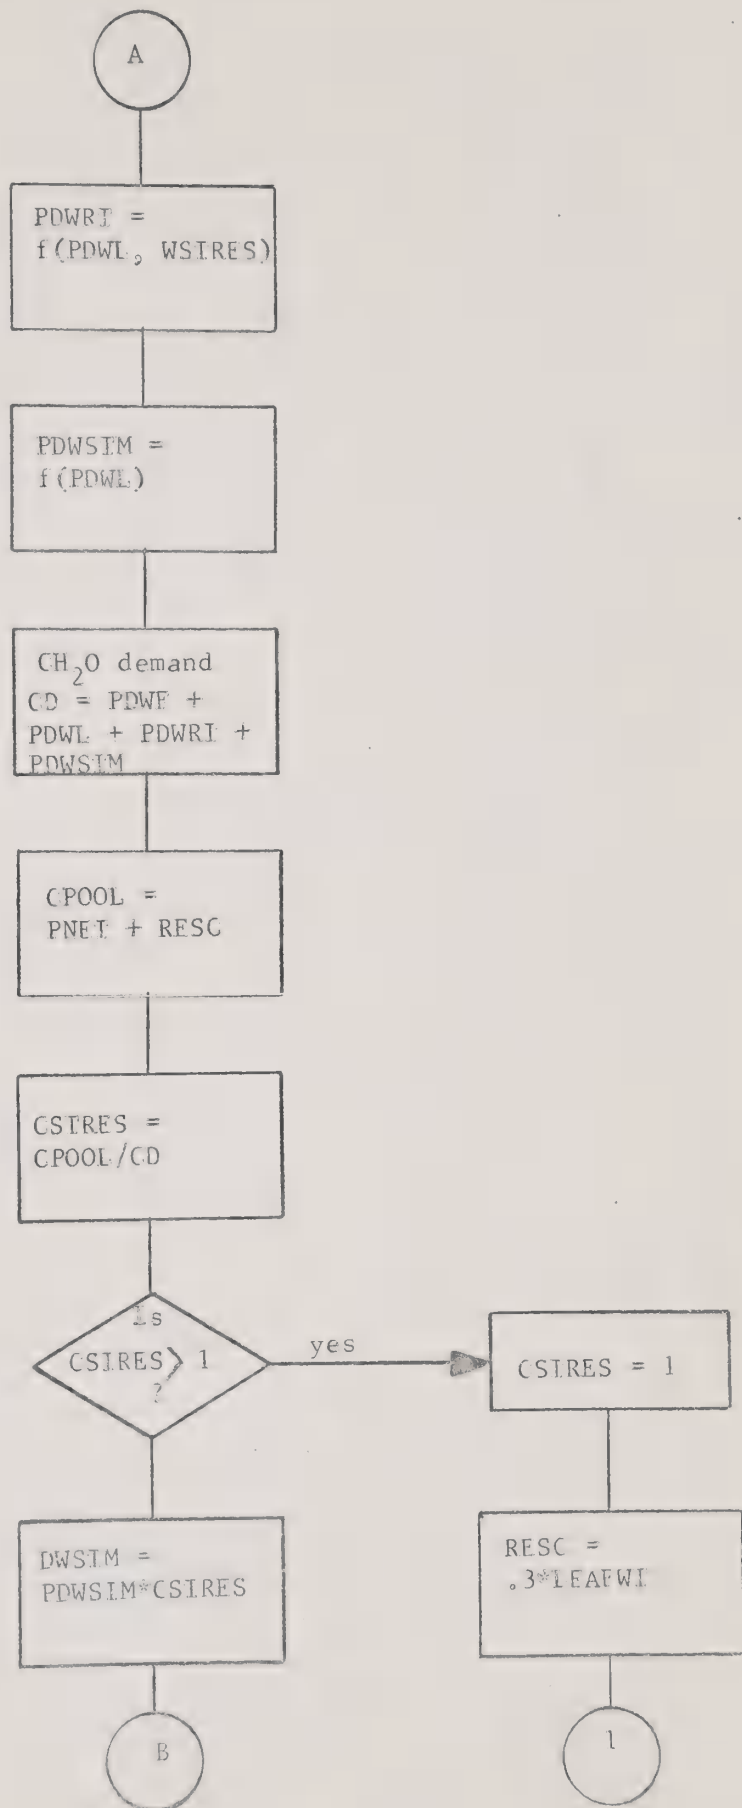 A
PDWRT =
f(PDWL, WSTRES)
PDWSTM =
f(PDWL)
CH₂O demand
CD = PDWF +
PDWL + PDWRT +
PDWSTM
CPOOL =
PNET + RESC
CSTRES =
CPOOL/CD
Is
CSTRES > 1
?
yes
CSTRES = 1
DWSTM =
PDWSTM*CSTRES
RESC =
.3*LEAFWT
B
1